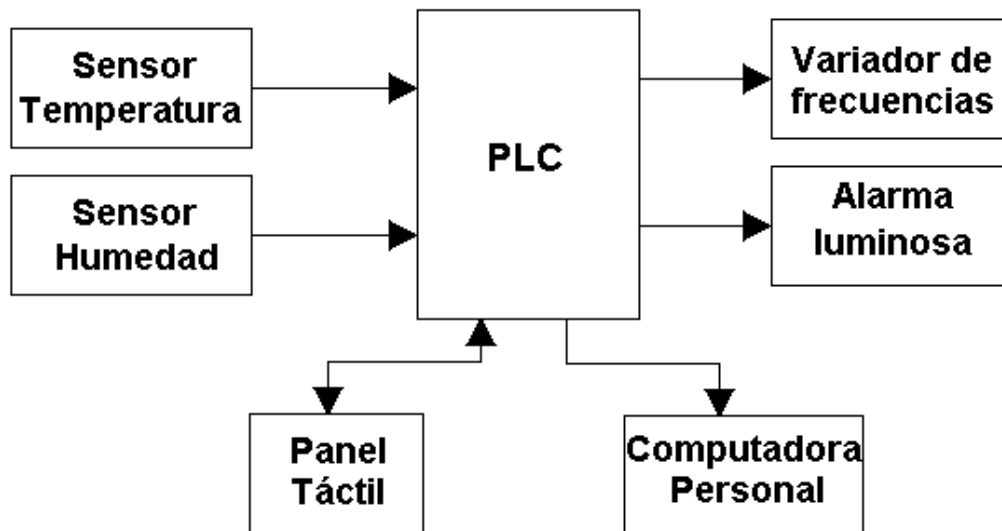 Sensor
Temperatura
Sensor
Humedad
PLC
Variador de
frecuencias
Alarma
luminosa
Panel
Táctil
Computadora
Personal